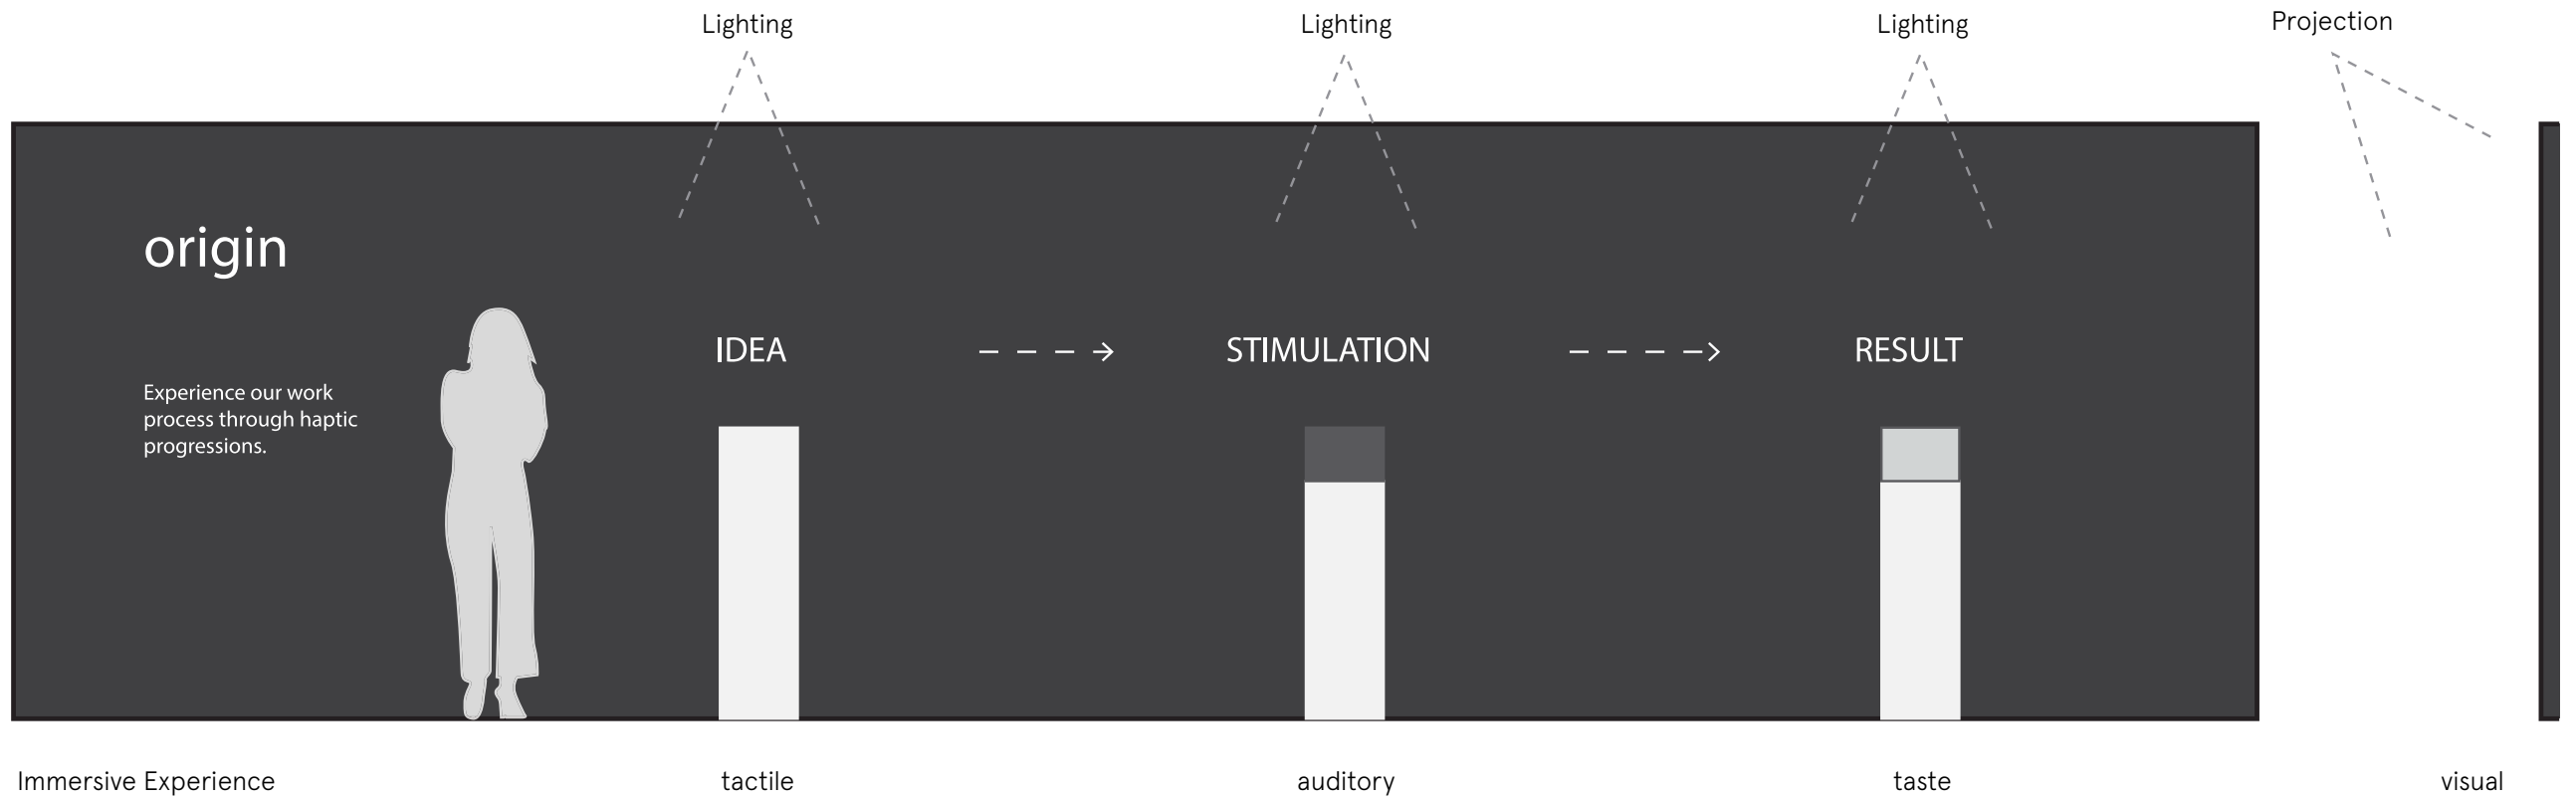 Lighting
Lighting
Lighting
Projection
origin
Experience our work
process through haptic
progressions.
IDEA
STIMULATION
RESULT
Immersive Experience
tactile
auditory
taste
visual